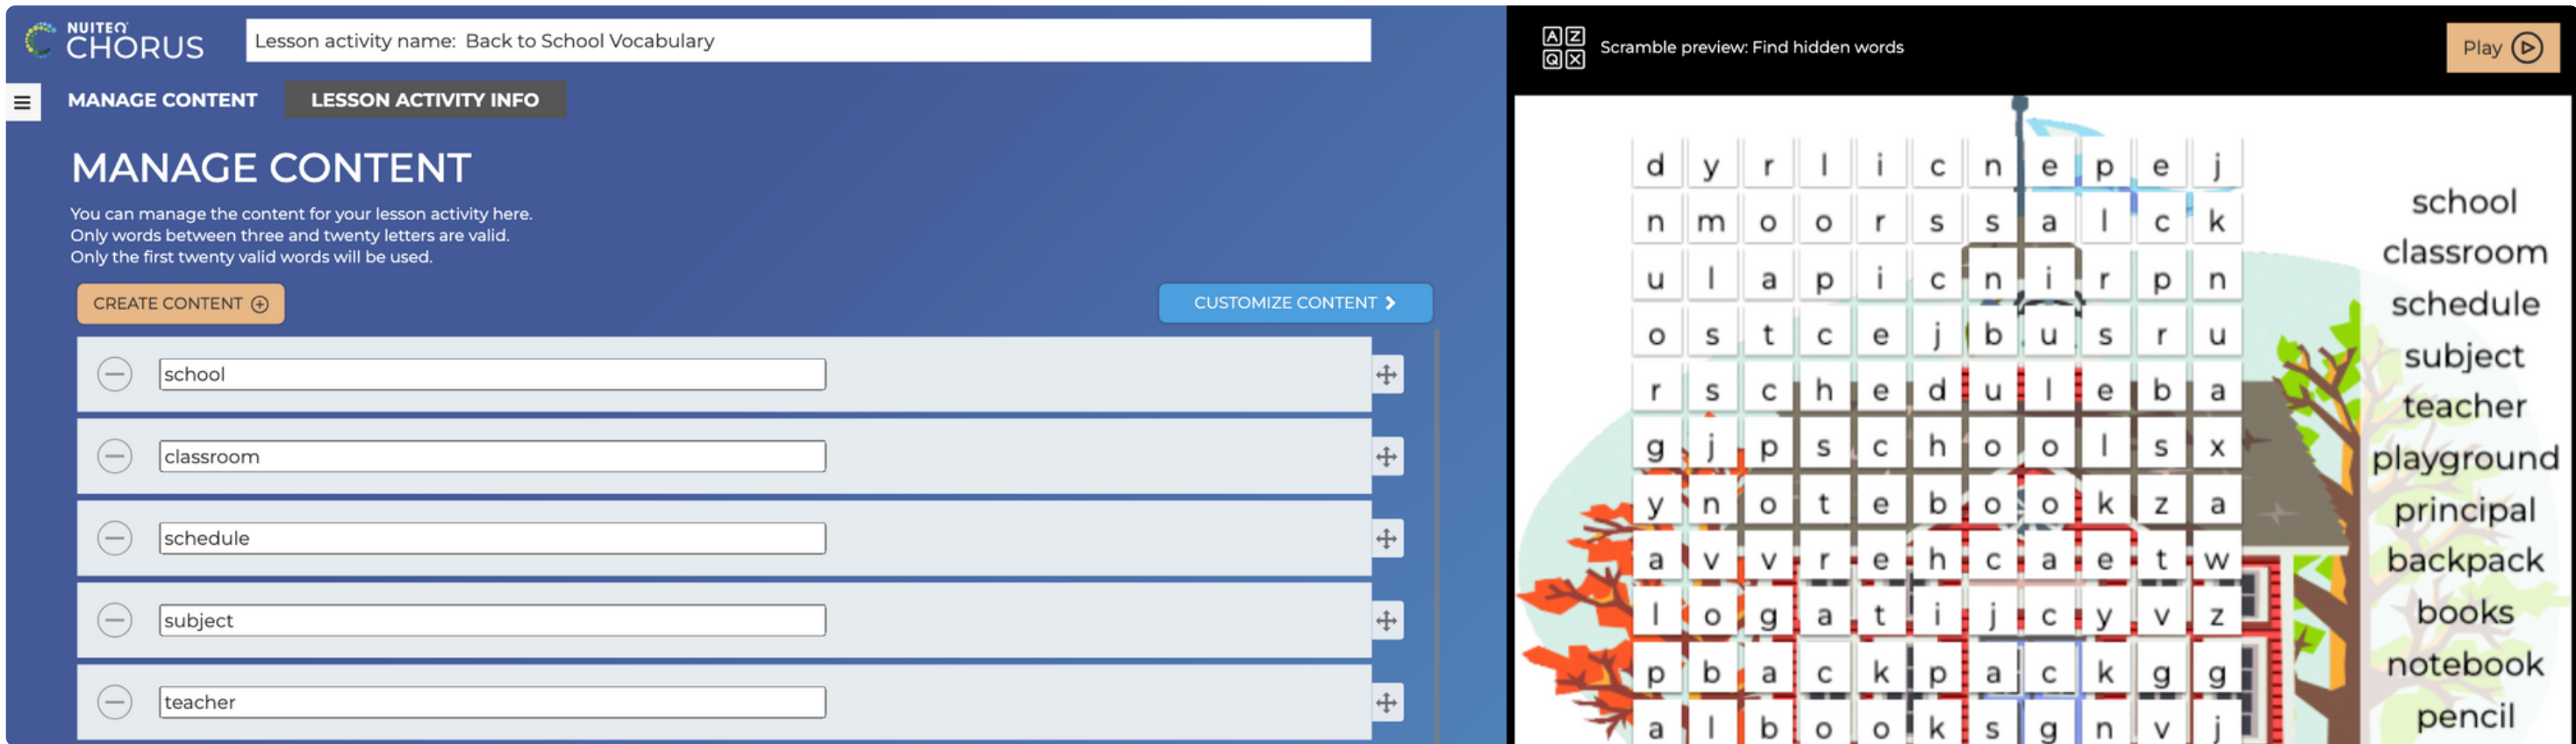 NUITEQ
CHORUS
Lesson activity name: Back to School Vocabulary
MANAGE CONTENT
LESSON ACTIVITY INFO
MANAGE CONTENT
You can manage the content for your lesson activity here.
Only words between three and twenty letters are valid.
Only the first twenty valid words will be used.
CREATE CONTENT
CUSTOMIZE CONTENT
school
classroom
schedule
subject
teacher
A Z
Q X
Scramble preview: Find hidden words
Play
d y r l i c n e p e j
n m o o r s s a l c k
u l a p i c n i r p n
o s t c e j b u s r u
r s c h e d u l e b a
g j p s c h o o l s x
y n o t e b o o k z a
a v v r e h c a e t w
l o g a t i j c y v z
p b a c k p a c k g g
a l b o o k s g n v j
school
classroom
schedule
subject
teacher
playground
principal
backpack
books
notebook
pencil